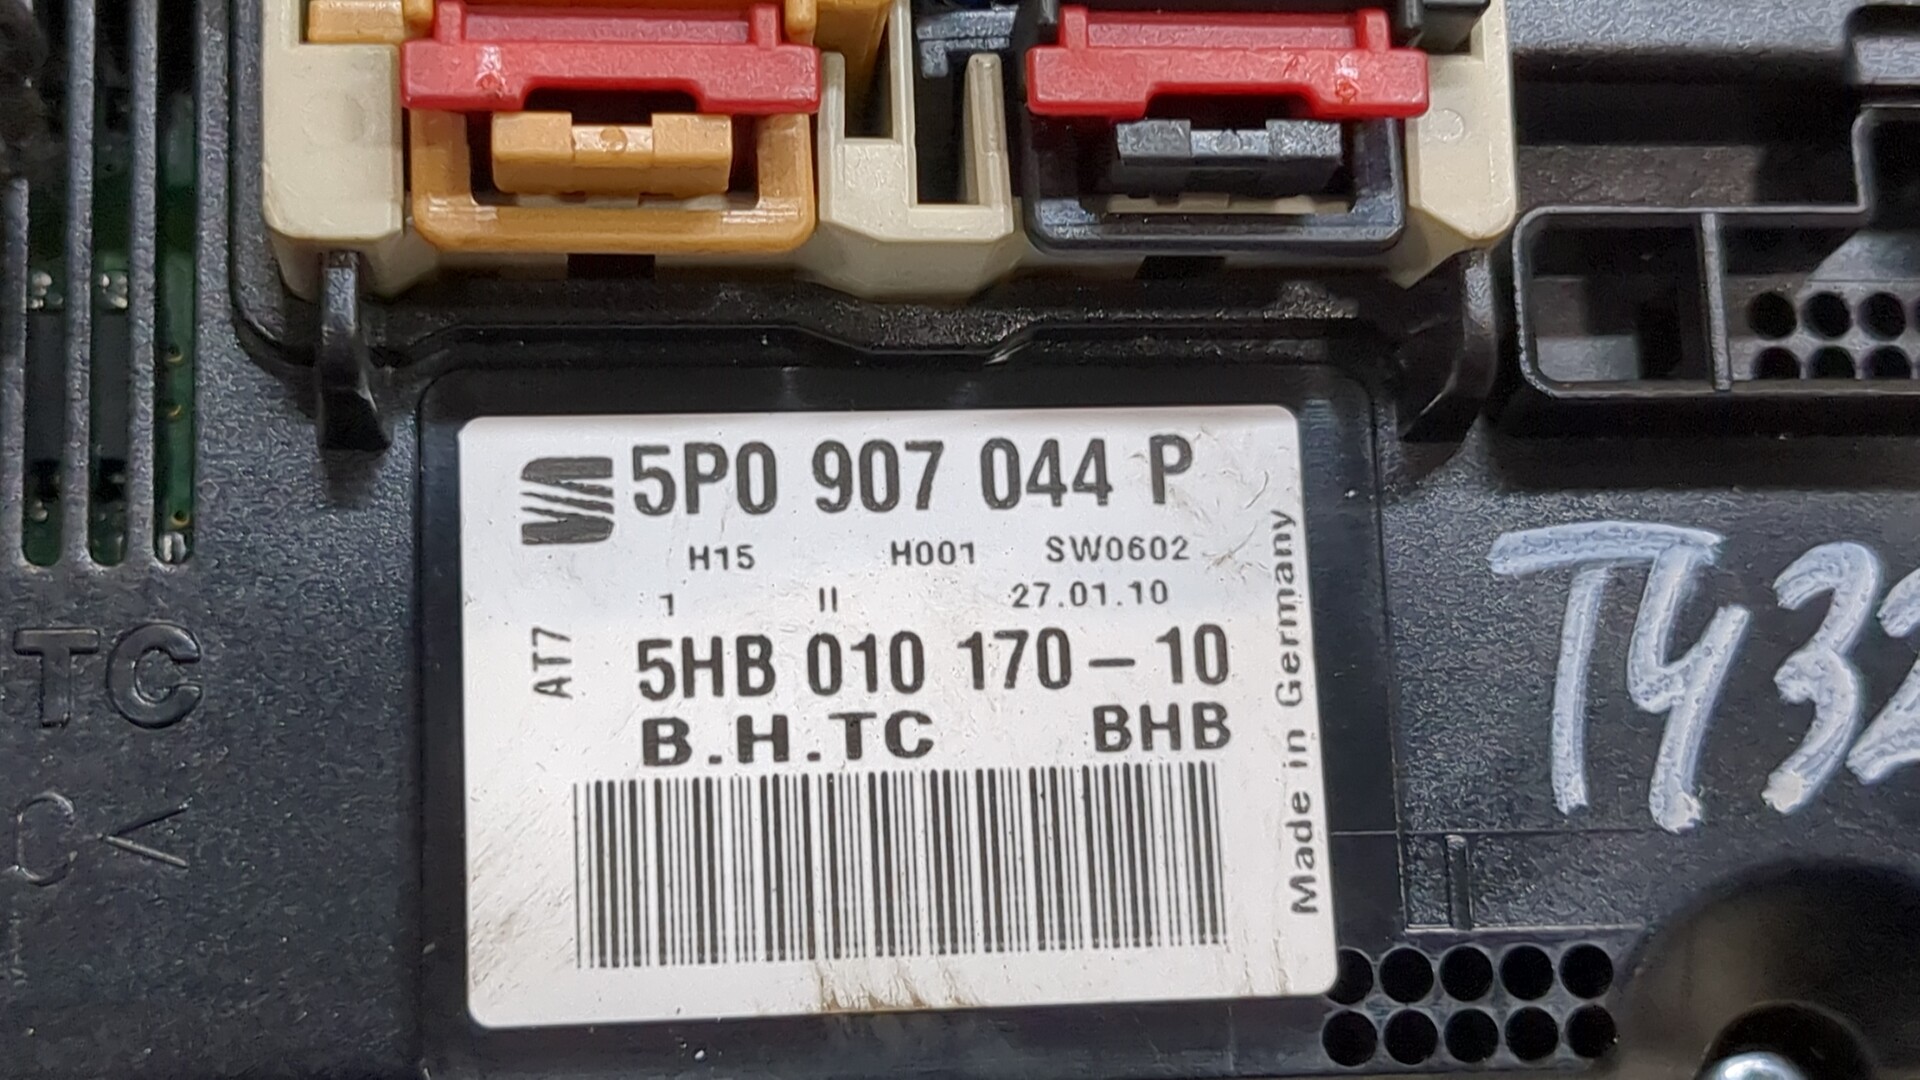 5P0 907 044 P
H15 H001 SW0602
1 II 27.01.10
AT7
5HB 010 170-10
B.H.TC BHB
Made in Germany
TC
T432